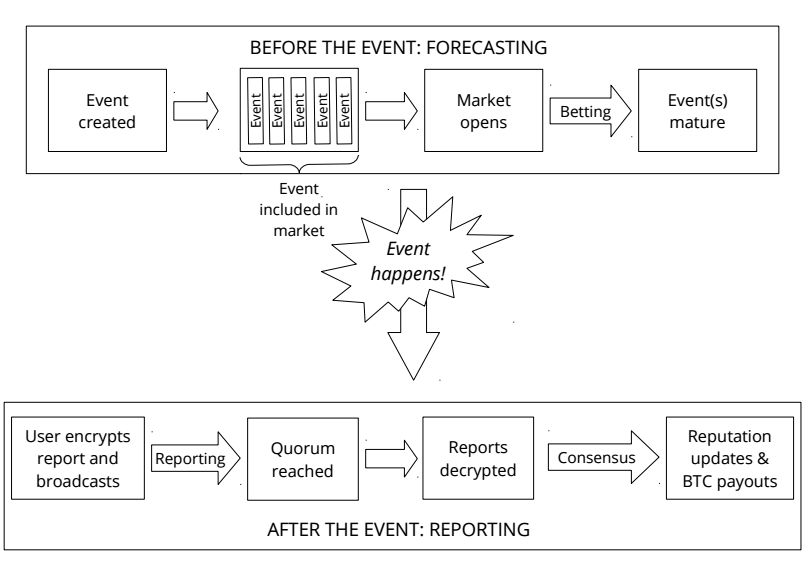 BEFORE THE EVENT: FORECASTING
Event
created
Event
Event
Event
Event
Event
Market
opens
Betting
Event(s)
mature
Event
included in
market
Event
happens!
User encrypts
report and
broadcasts
Reporting
Quorum
reached
Reports
decrypted
Consensus
Reputation
updates &
BTC payouts
AFTER THE EVENT: REPORTING